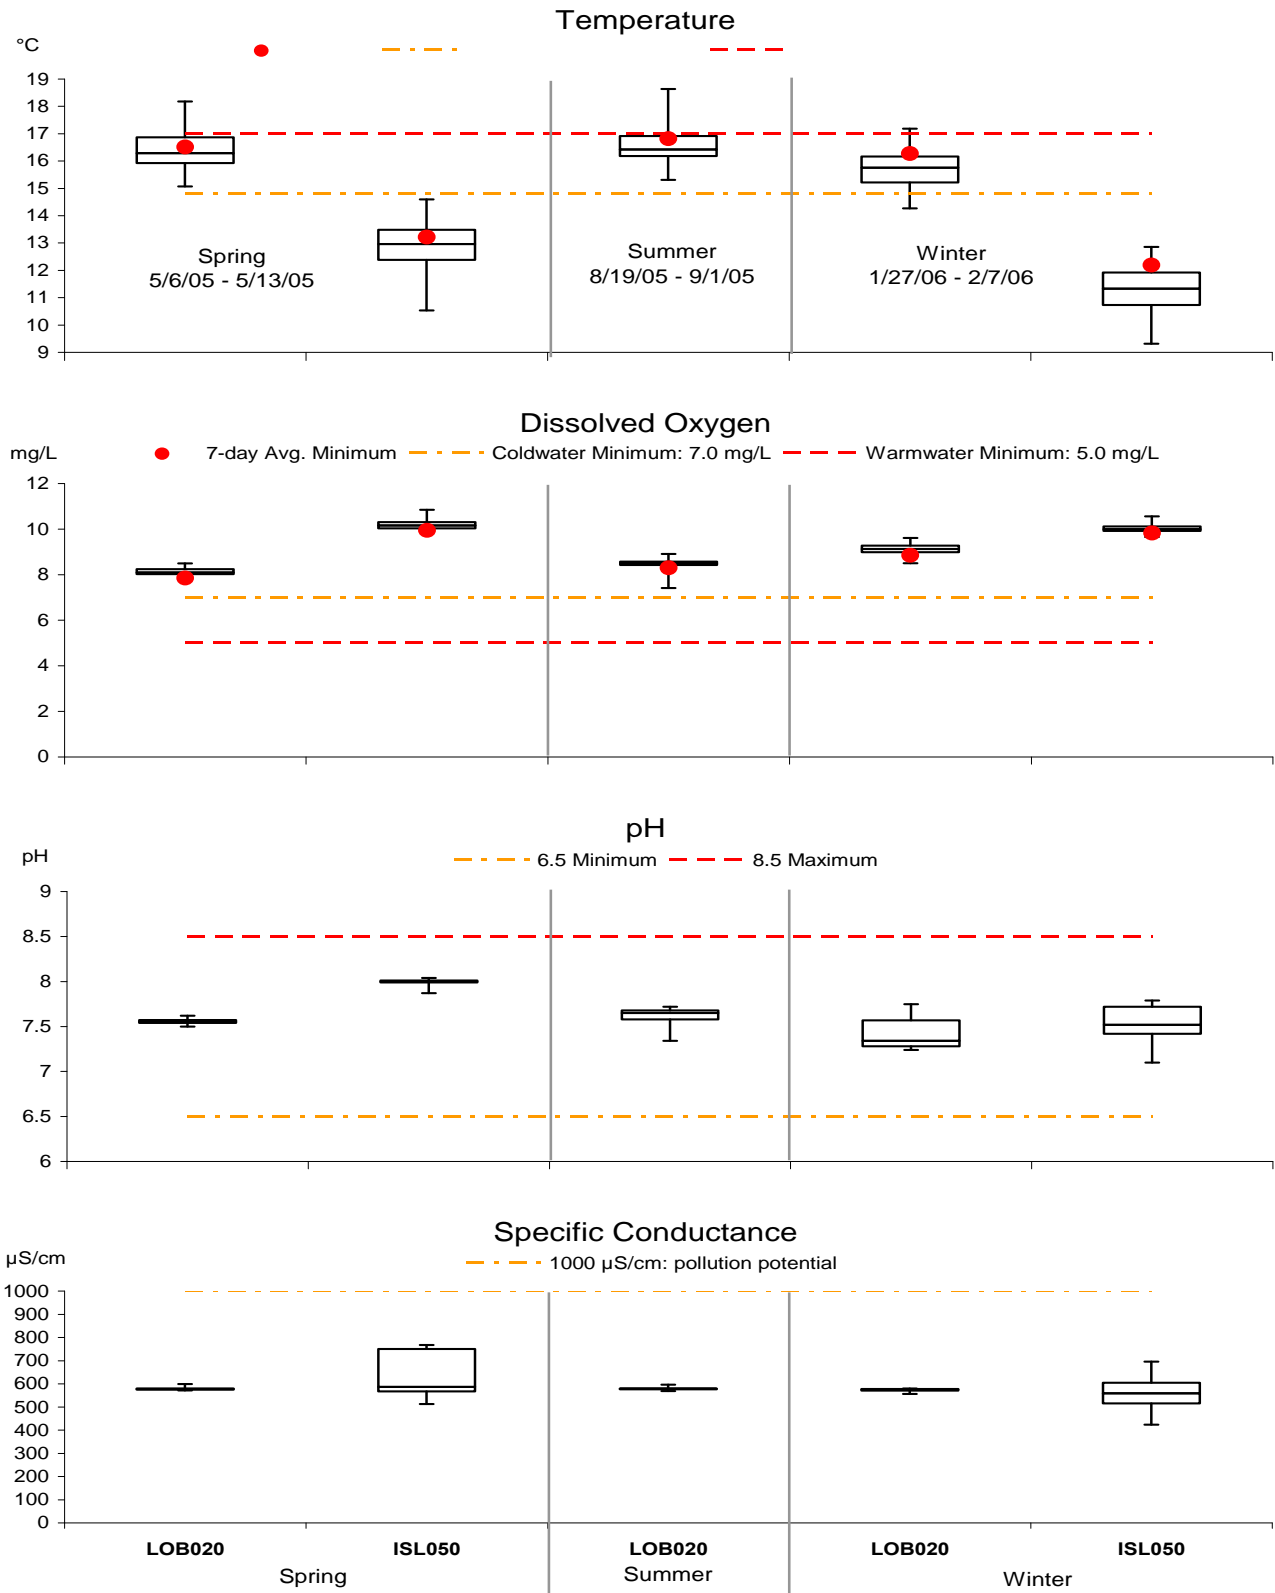 Temperature
°C
19
18
17
16
15
14
13
12
11
10
9
Spring
5/6/05 - 5/13/05
Summer
8/19/05 - 9/1/05
Winter
1/27/06 - 2/7/06
Dissolved Oxygen
mg/L
7-day Avg. Minimum Coldwater Minimum: 7.0 mg/L Warmwater Minimum: 5.0 mg/L
12
10
8
6
4
2
0
pH
pH
6.5 Minimum 8.5 Maximum
9
8.5
8
7.5
7
6.5
6
Specific Conductance
µS/cm
1000 µS/cm: pollution potential
1000
900
800
700
600
500
400
300
200
100
0
LOB020 ISL050 LOB020 LOB020 ISL050
Spring Summer Winter